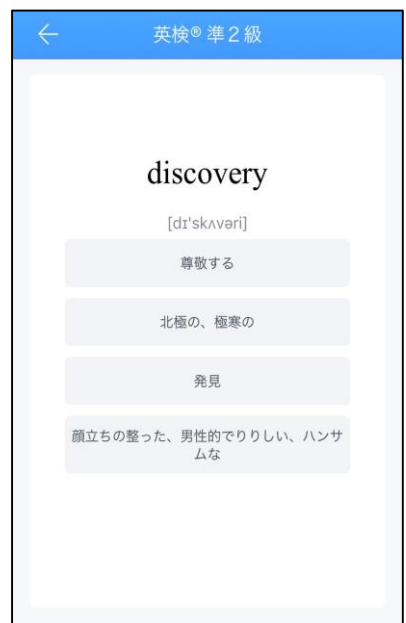 英検® 準2級
discovery
[dɪˈskʌvəri]
尊敬する
北極の、極寒の
発見
顔立ちの整った、男性的でりりしい、ハンサ
ムな